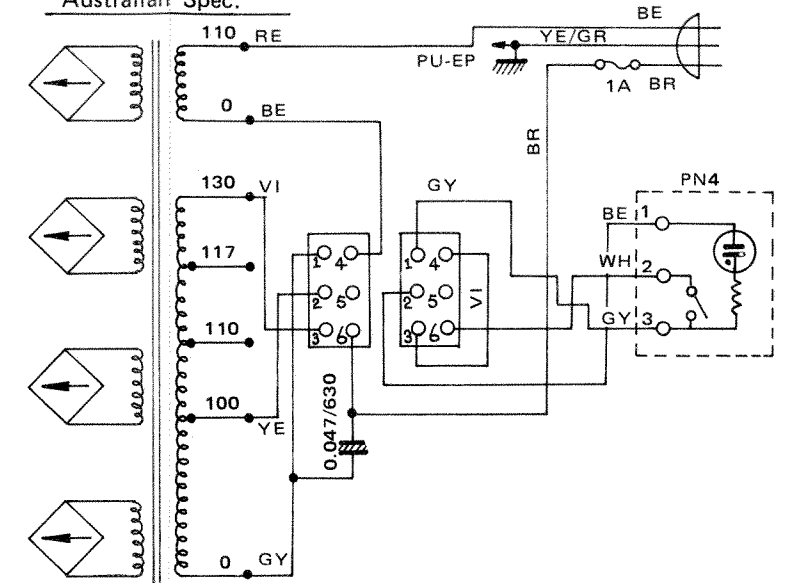 Australian Spec.
110 RE
BE
PU-EP
YE/GR
1A BR
0 BE
BR
130 VI
117
110
100
YE
0 GY
1 4
2 5
3 6
0.047/630
GY
1 4
2 5
3 6
VI
PN4
BE 1
WH 2
GY 3